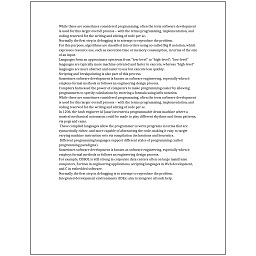 While these are sometimes considered programming, often the term software development
is used for this larger overall process – with the terms programming, implementation, and
coding reserved for the writing and editing of code per se.
Normally the first step in debugging is to attempt to reproduce the problem.
For this purpose, algorithms are classified into orders using so-called Big O notation, which
expresses resource use, such as execution time or memory consumption, in terms of the size
of an input.
Languages form an approximate spectrum from "low-level" to "high-level"; "low-level"
languages are typically more machine-oriented and faster to execute, whereas "high-level"
languages are more abstract and easier to use but execute less quickly.
Scripting and breakpointing is also part of this process.
Sometimes software development is known as software engineering, especially when it
employs formal methods or follows an engineering design process.
Compilers harnessed the power of computers to make programming easier by allowing
programmers to specify calculations by entering a formula using infix notation.
While these are sometimes considered programming, often the term software development
is used for this larger overall process – with the terms programming, implementation, and
coding reserved for the writing and editing of code per se.
In 1206, the Arab engineer Al-Jazari invented a programmable drum machine where a
musical mechanical automaton could be made to play different rhythms and drum patterns,
via pegs and cams.
These compiled languages allow the programmer to write programs in terms that are
syntactically richer, and more capable of abstracting the code, making it easy to target
varying machine instruction sets via compilation declarations and heuristics.
Different programming languages support different styles of programming (called
programming paradigms).
Sometimes software development is known as software engineering, especially when it
employs formal methods or follows an engineering design process.
For example, COBOL is still strong in corporate data centers often on large mainframe
computers, Fortran in engineering applications, scripting languages in Web development,
and C in embedded software.
Normally the first step in debugging is to attempt to reproduce the problem.
Integrated development environments (IDEs) aim to integrate all such help.